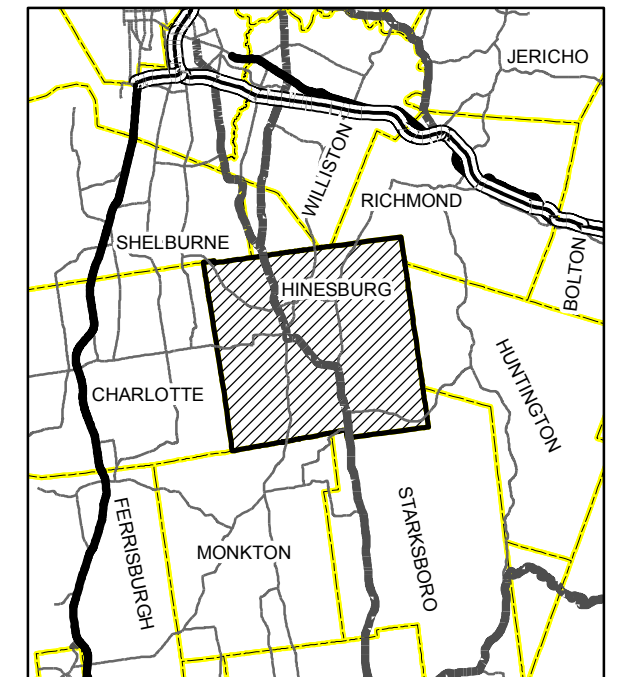 JERICHO
WILLISTON
RICHMOND
SHELBURNE
BOLTON
HINESBURG
HUNTINGTON
CHARLOTTE
FERRISBURGH
STARKSBORO
MONKTON